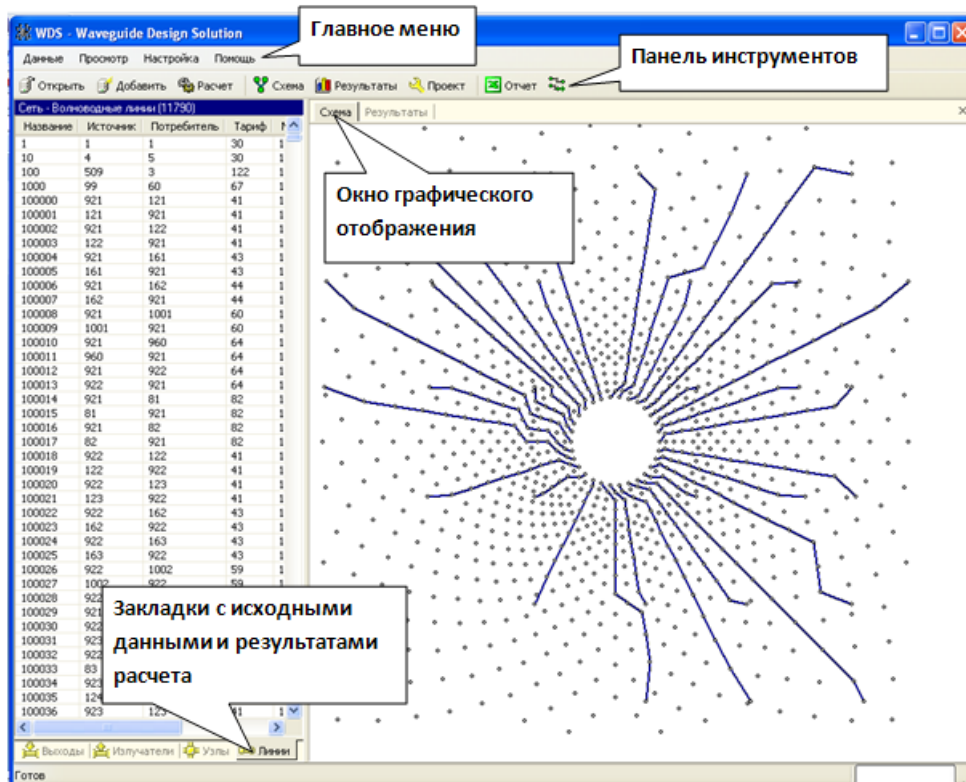 WDS - Waveguide Design Solution
Главное меню
Данные Просмотр Настройка Помощь
Панель инструментов
Открыть Добавить Расчет Схема Результаты Проект Отчет
Сеть - Волноводные линии (11790)
Схема Результаты
Название Источник Потребитель Тариф
1 1 1 30 1
10 4 5 30 1
100 509 3 122 1
1000 99 60 67 1
100000 921 121 41 1
100001 121 921 41 1
100002 921 122 41 1
100003 122 921 41 1
100004 921 161 43 1
100005 161 921 43 1
100006 921 162 44 1
100007 162 921 44 1
100008 921 1001 60 1
100009 1001 921 60 1
100010 921 960 64 1
100011 960 921 64 1
100012 921 922 64 1
100013 922 921 64 1
100014 921 81 82 1
100015 81 921 82 1
100016 921 82 82 1
100017 82 921 82 1
100018 922 122 41 1
100019 122 922 41 1
100020 922 123 41 1
100021 123 922 41 1
100022 922 162 43 1
100023 162 922 43 1
100024 922 163 43 1
100025 163 922 43 1
100026 922 1002 59 1
100027 1002 922 59 1
100028 922
100029 921
100030 922
100031 923
100032 922
100033 83
100034 923
100035 124
100036 923 123 41 1
Окно графического
отображения
Закладки с исходными
данными и результатами
расчета
Выходы Излучатели Узлы Линии
Готов